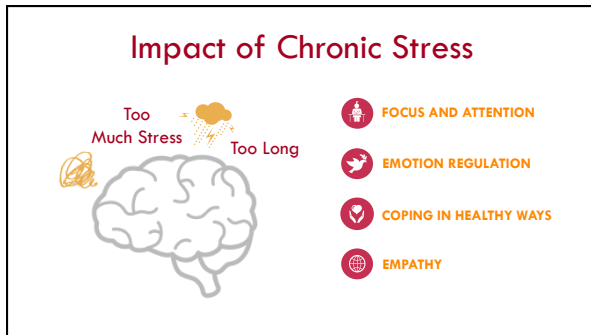 Impact of Chronic Stress
Too
Much Stress
Too Long
FOCUS AND ATTENTION
EMOTION REGULATION
COPING IN HEALTHY WAYS
EMPATHY